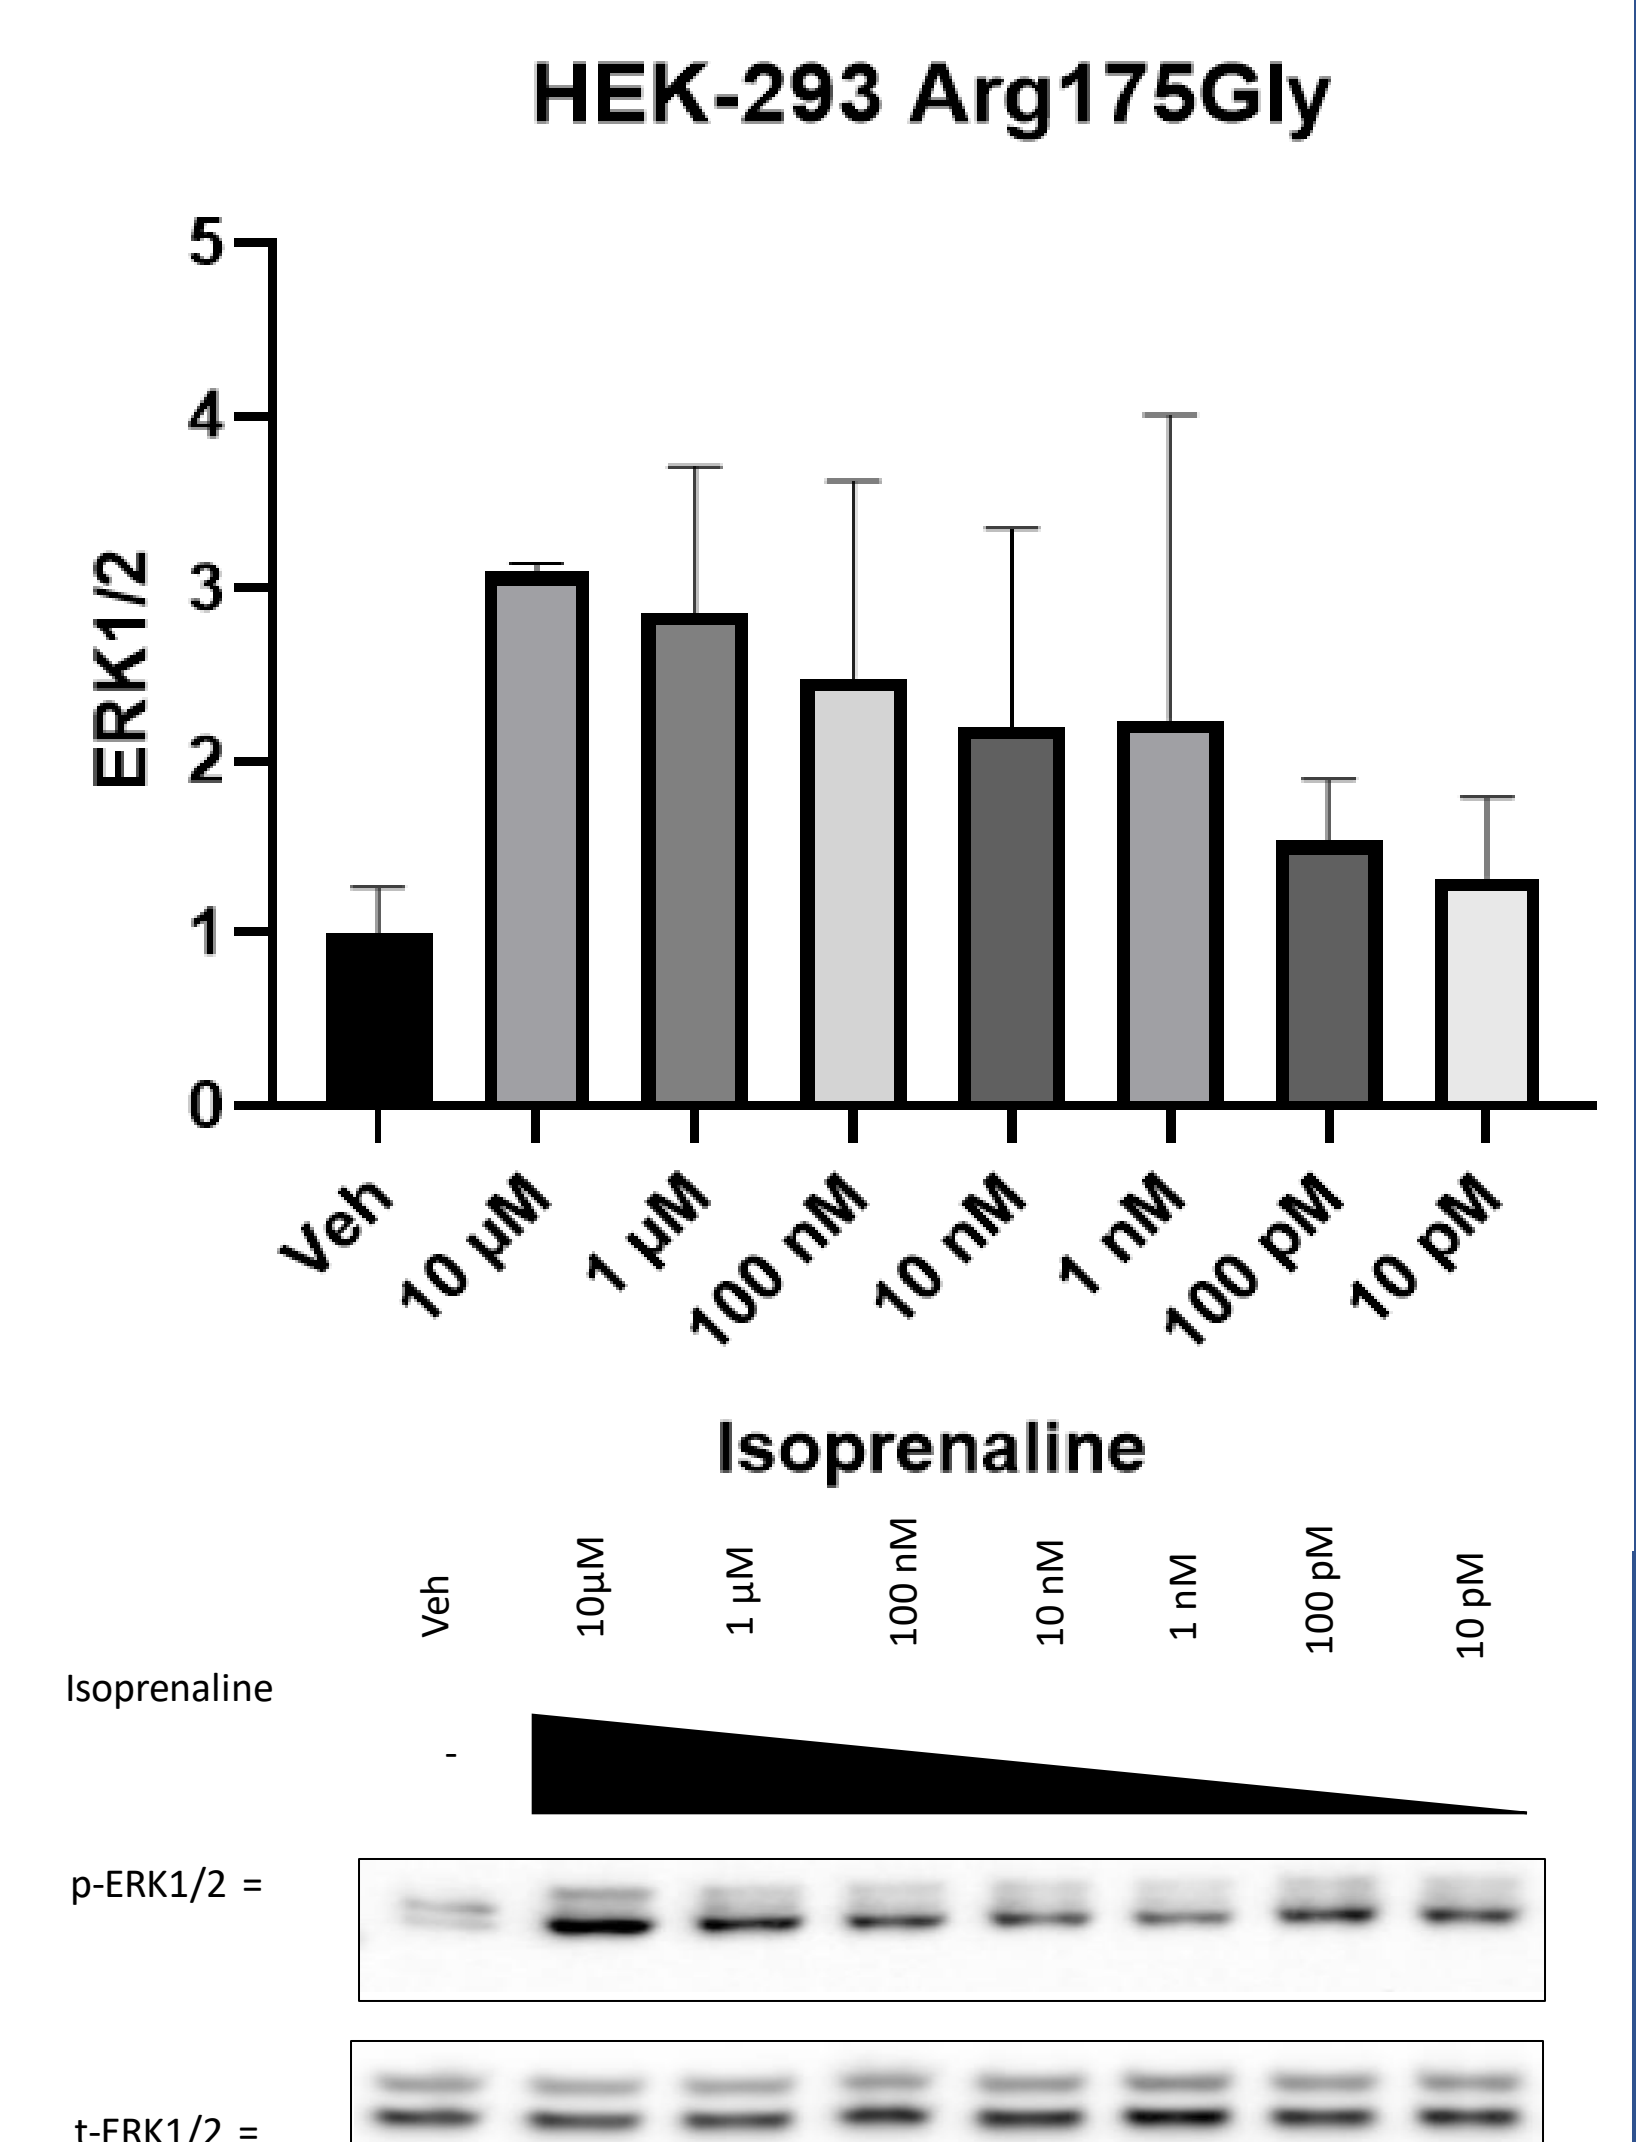 HEK-293 Arg175Gly
5
4
3
2
1
0
ERK1/2
Veh
10 µM
1 µM
100 nM
10 nM
1 nM
100 pM
10 pM
Isoprenaline
Veh
10µM
1 µM
100 nM
10 nM
1 nM
100 pM
10 pM
Isoprenaline
-
p-ERK1/2 =
t-ERK1/2 =